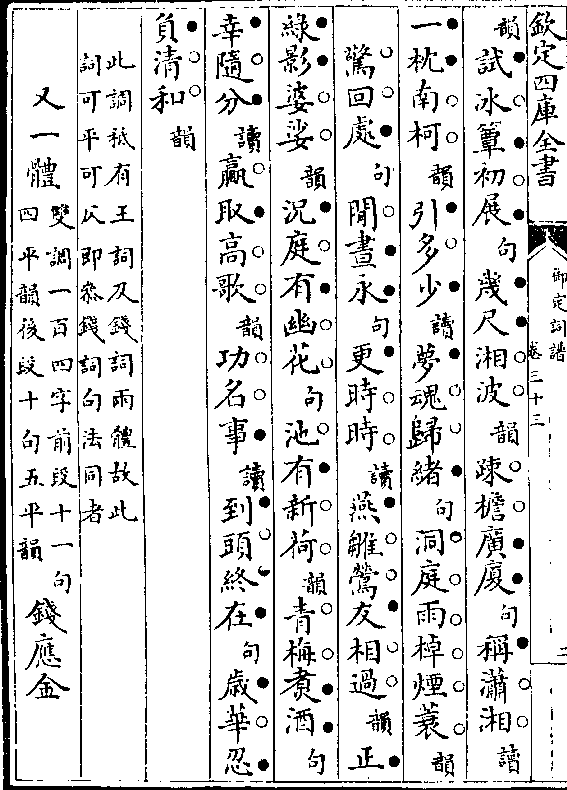 欽定四庫全書
御定詞譜
卷三十三
韻試冰簟初展句幾尺湘波韻疎檐廣廈句稱瀟湘讀
一枕南柯韻引多少讀夢魂歸緒句洞庭雨棹煙蓑韻
驚回處句閒晝永句更時時讀燕雛鶯友相過韻正
綠影婆娑韻況庭有幽花句池有新荷韻青梅煮酒句
幸隨分讀贏取高歌韻功名事讀到頭終在句歲華忍
負清和韻
此調祗有王詞及錢詞兩體故此
詞可平可仄即叅錢詞句法同者
又一體雙調一百四字前段十一句
四平韻後段十句五平韻錢應金